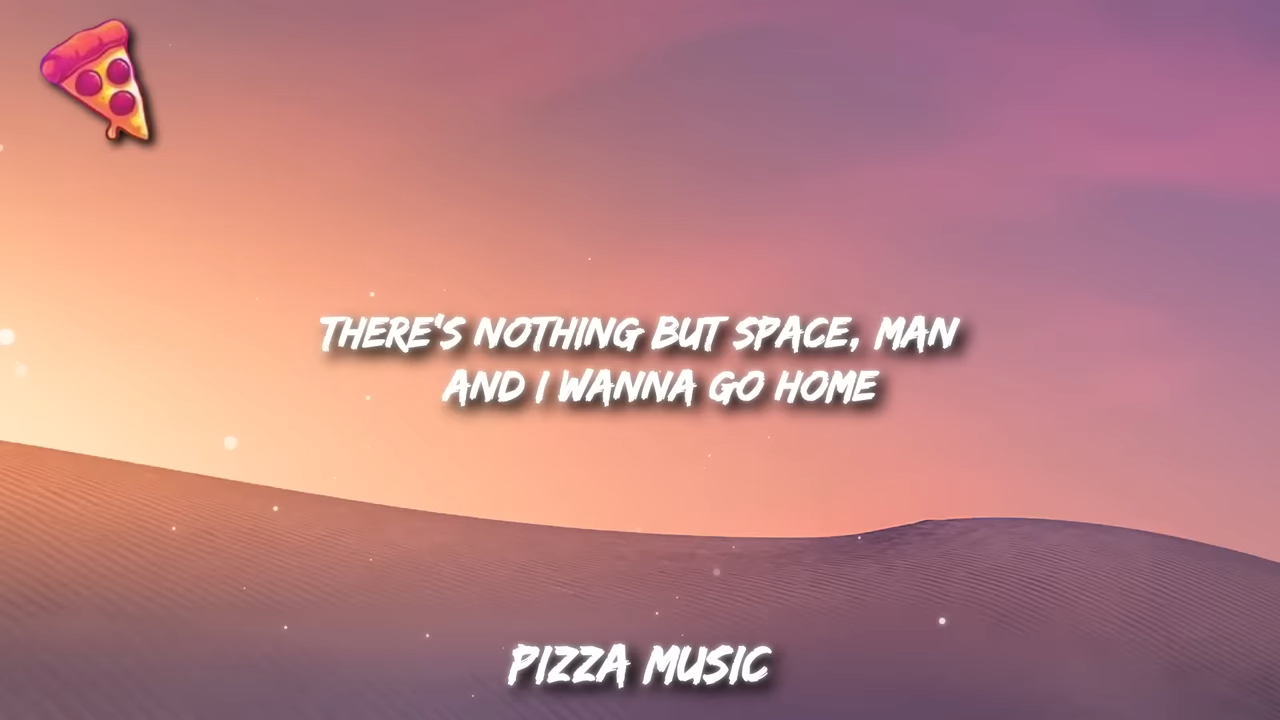 THERE'S NOTHING BUT SPACE, MAN
AND I WANNA GO HOME
PIZZA MUSIC